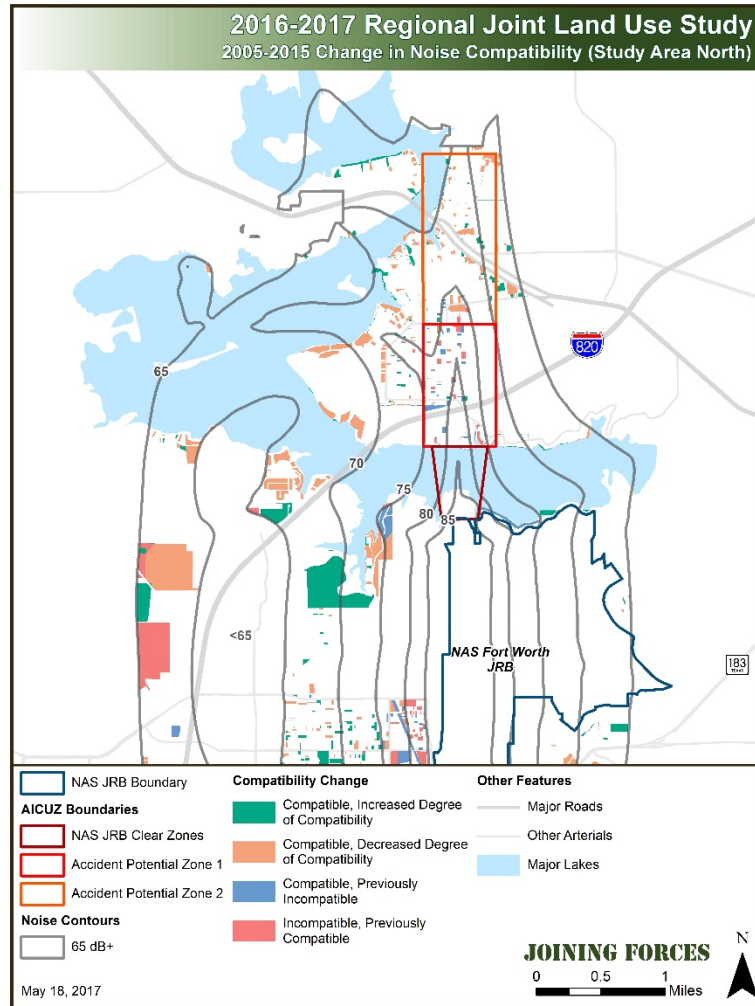 2016-2017 Regional Joint Land Use Study
2005-2015 Change in Noise Compatibility (Study Area North)
820
65
70
75
80
85
<65
NAS Fort Worth
JRB
183
TEXAS
NAS JRB Boundary
AICUZ Boundaries
NAS JRB Clear Zones
Accident Potential Zone 1
Accident Potential Zone 2
Noise Contours
65 dB+
May 18, 2017
Compatibility Change
Compatible, Increased Degree
of Compatibility
Compatible, Decreased Degree
of Compatibility
Compatible, Previously
Incompatible
Incompatible, Previously
Compatible
Other Features
Major Roads
Other Arterials
Major Lakes
JOINING FORCES
N
0 0.5 1
Miles